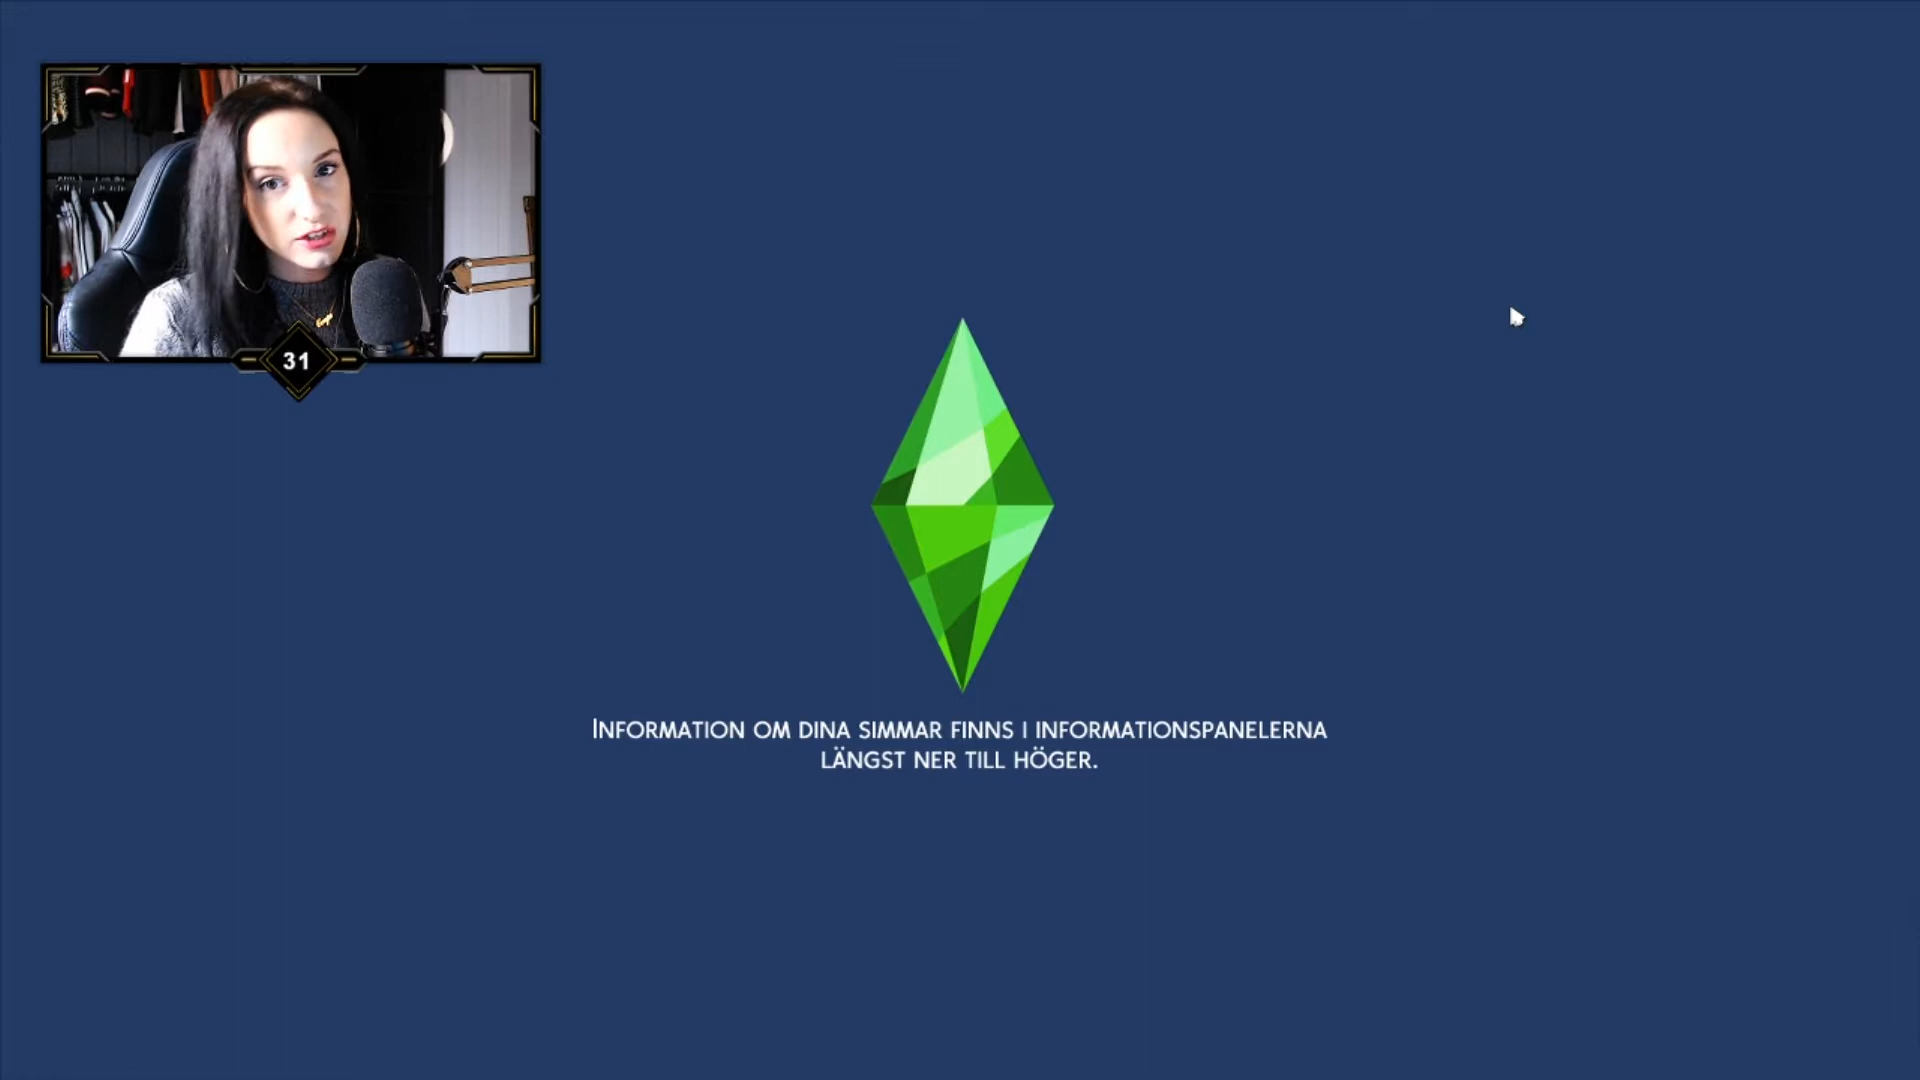 31
INFORMATION OM DINA SIMMAR FINNS I INFORMATIONSPANELERNA
LÄNGST NER TILL HÖGER.